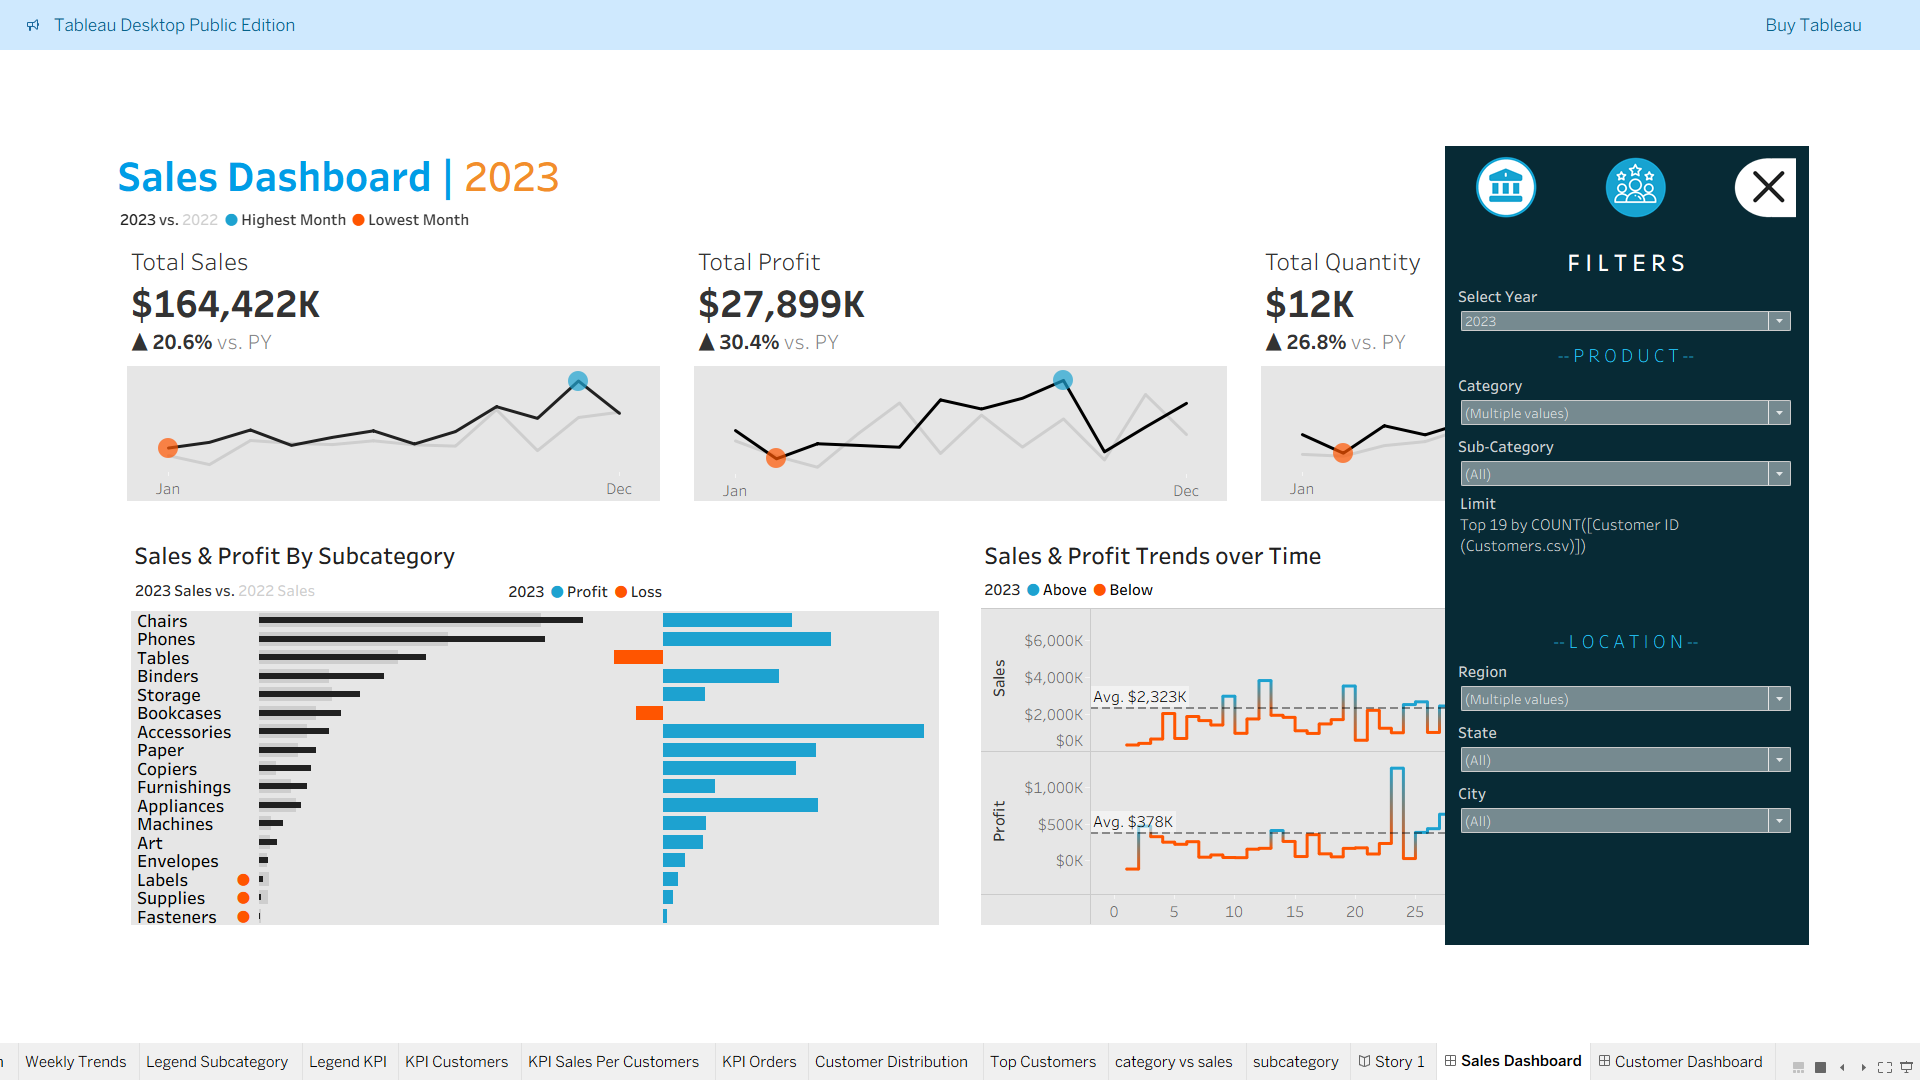 Tableau Desktop Public Edition
Buy Tableau
Sales Dashboard | 2023
2023 vs. 2022 Highest Month Lowest Month
Total Sales
$164,422K
▲ 20.6% vs. PY
Jan Dec
Total Profit
$27,899K
▲ 30.4% vs. PY
Jan Dec
Total Quantity
$12K
▲ 26.8% vs. PY
Jan
Sales & Profit By Subcategory
2023 Sales vs. 2022 Sales
2023 Profit Loss
Chairs
Phones
Tables
Binders
Storage
Bookcases
Accessories
Paper
Copiers
Furnishings
Appliances
Machines
Art
Envelopes
Labels
Supplies
Fasteners
Sales & Profit Trends over Time
2023 Above Below
Sales
$6,000K
$4,000K
$2,000K
$0K
Avg. $2,323K
Profit
$1,000K
$500K
$0K
Avg. $378K
0 5 10 15 20 25
FILTERS
Select Year
2023
--PRODUCT--
Category
(Multiple values)
Sub-Category
(All)
Limit
Top 19 by COUNT([Customer ID
(Customers.csv)])
--LOCATION--
Region
(Multiple values)
State
(All)
City
(All)
Weekly Trends Legend Subcategory Legend KPI KPI Customers KPI Sales Per Customers KPI Orders Customer Distribution Top Customers category vs sales subcategory Story 1 Sales Dashboard Customer Dashboard